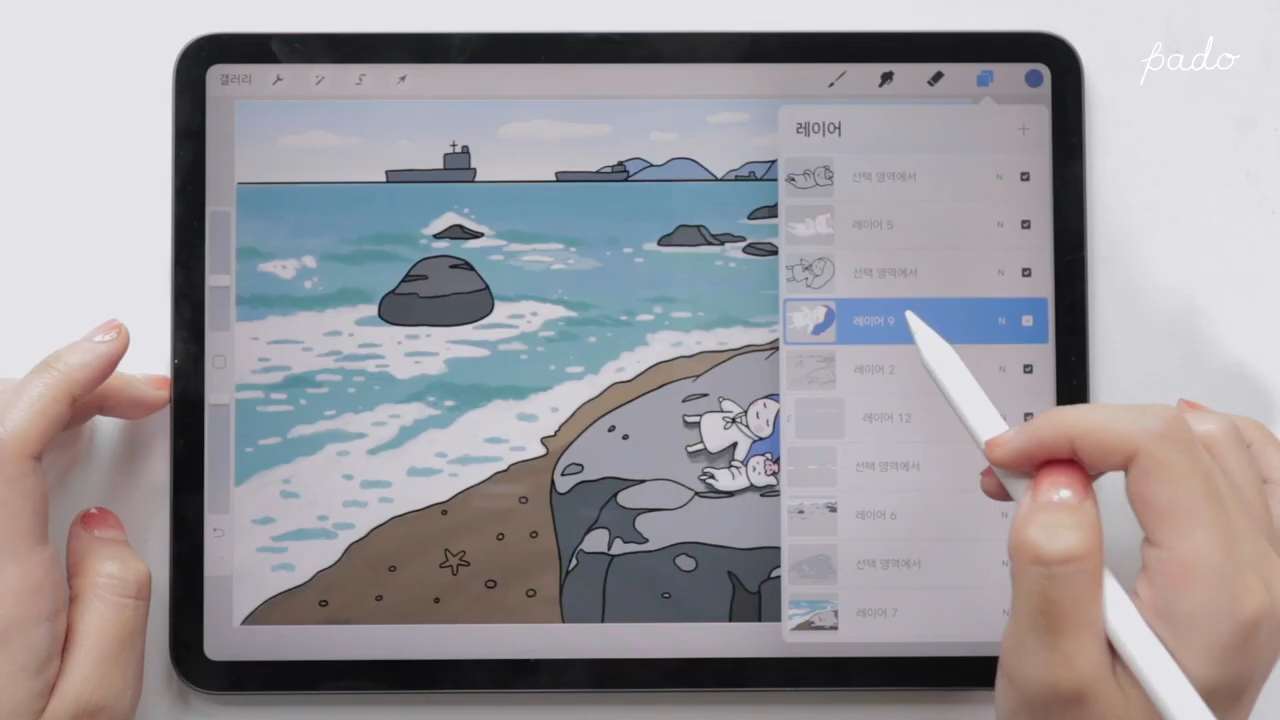 pado
갤러리
레이어
선택 영역에서 N
레이어 5 N
선택 영역에서 N
레이어 9 N
레이어 2 N
레이어 12 N
선택 영역에서
레이어 6 N
선택 영역에서 N
레이어 7 N